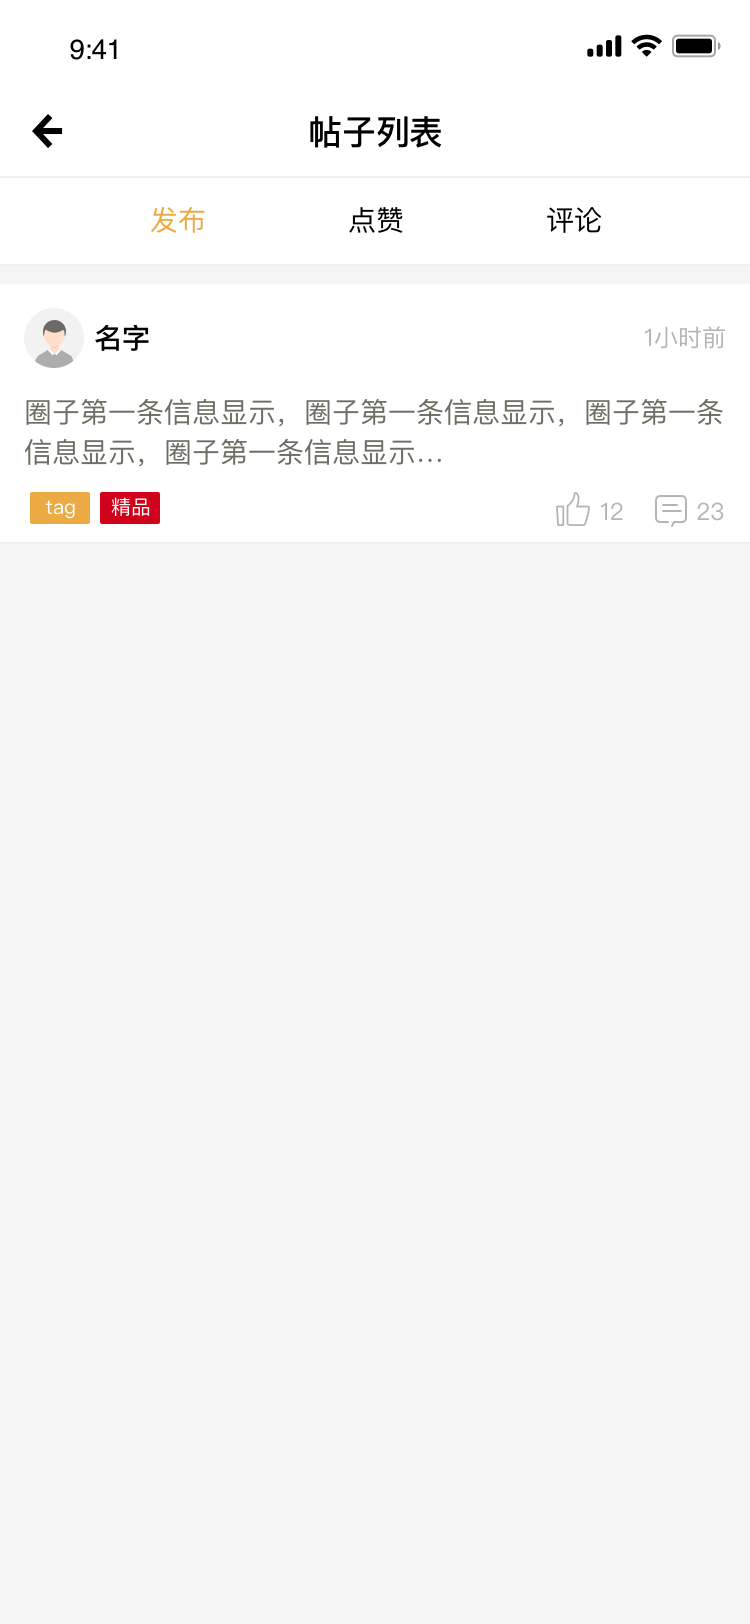 9:41
帖子列表
发布 点赞 评论
名字 1小时前
圈子第一条信息显示，圈子第一条信息显示，圈子第一条
信息显示，圈子第一条信息显示...
tag 精品 12 23